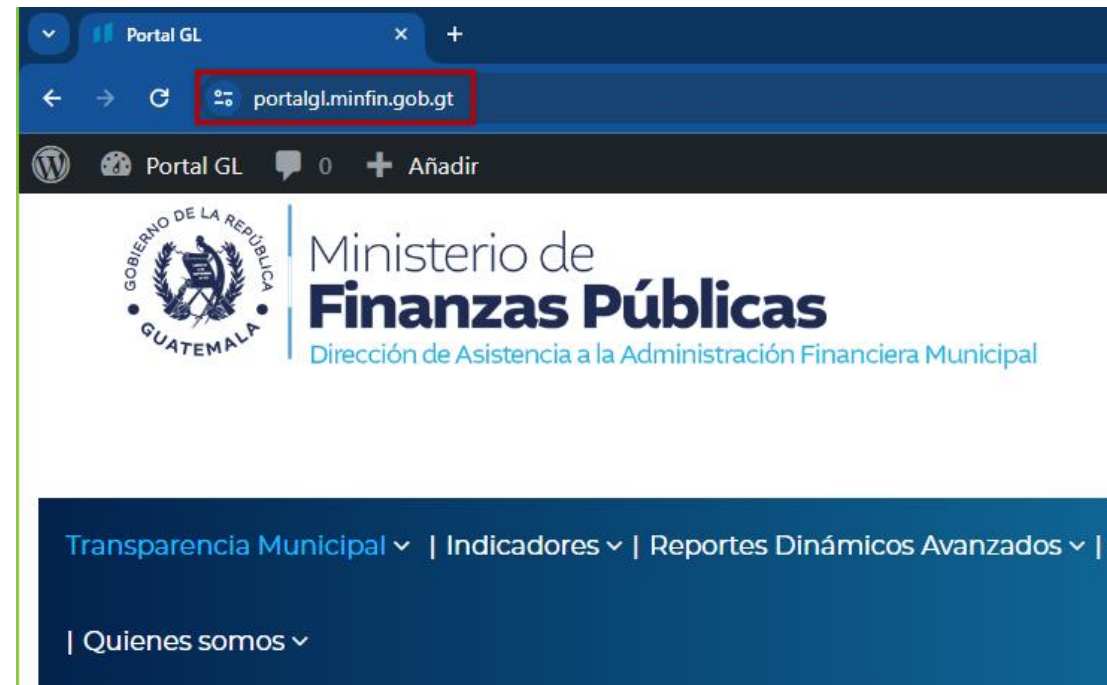 Portal GL
portalgl.minfin.gob.gt
Portal GL 0 Añadir
GOBIERNO DE LA REPÚBLICA
GUATEMALA
Ministerio de
Finanzas Públicas
Dirección de Asistencia a la Administración Financiera Municipal
Transparencia Municipal | Indicadores | Reportes Dinámicos Avanzados |
| Quienes somos